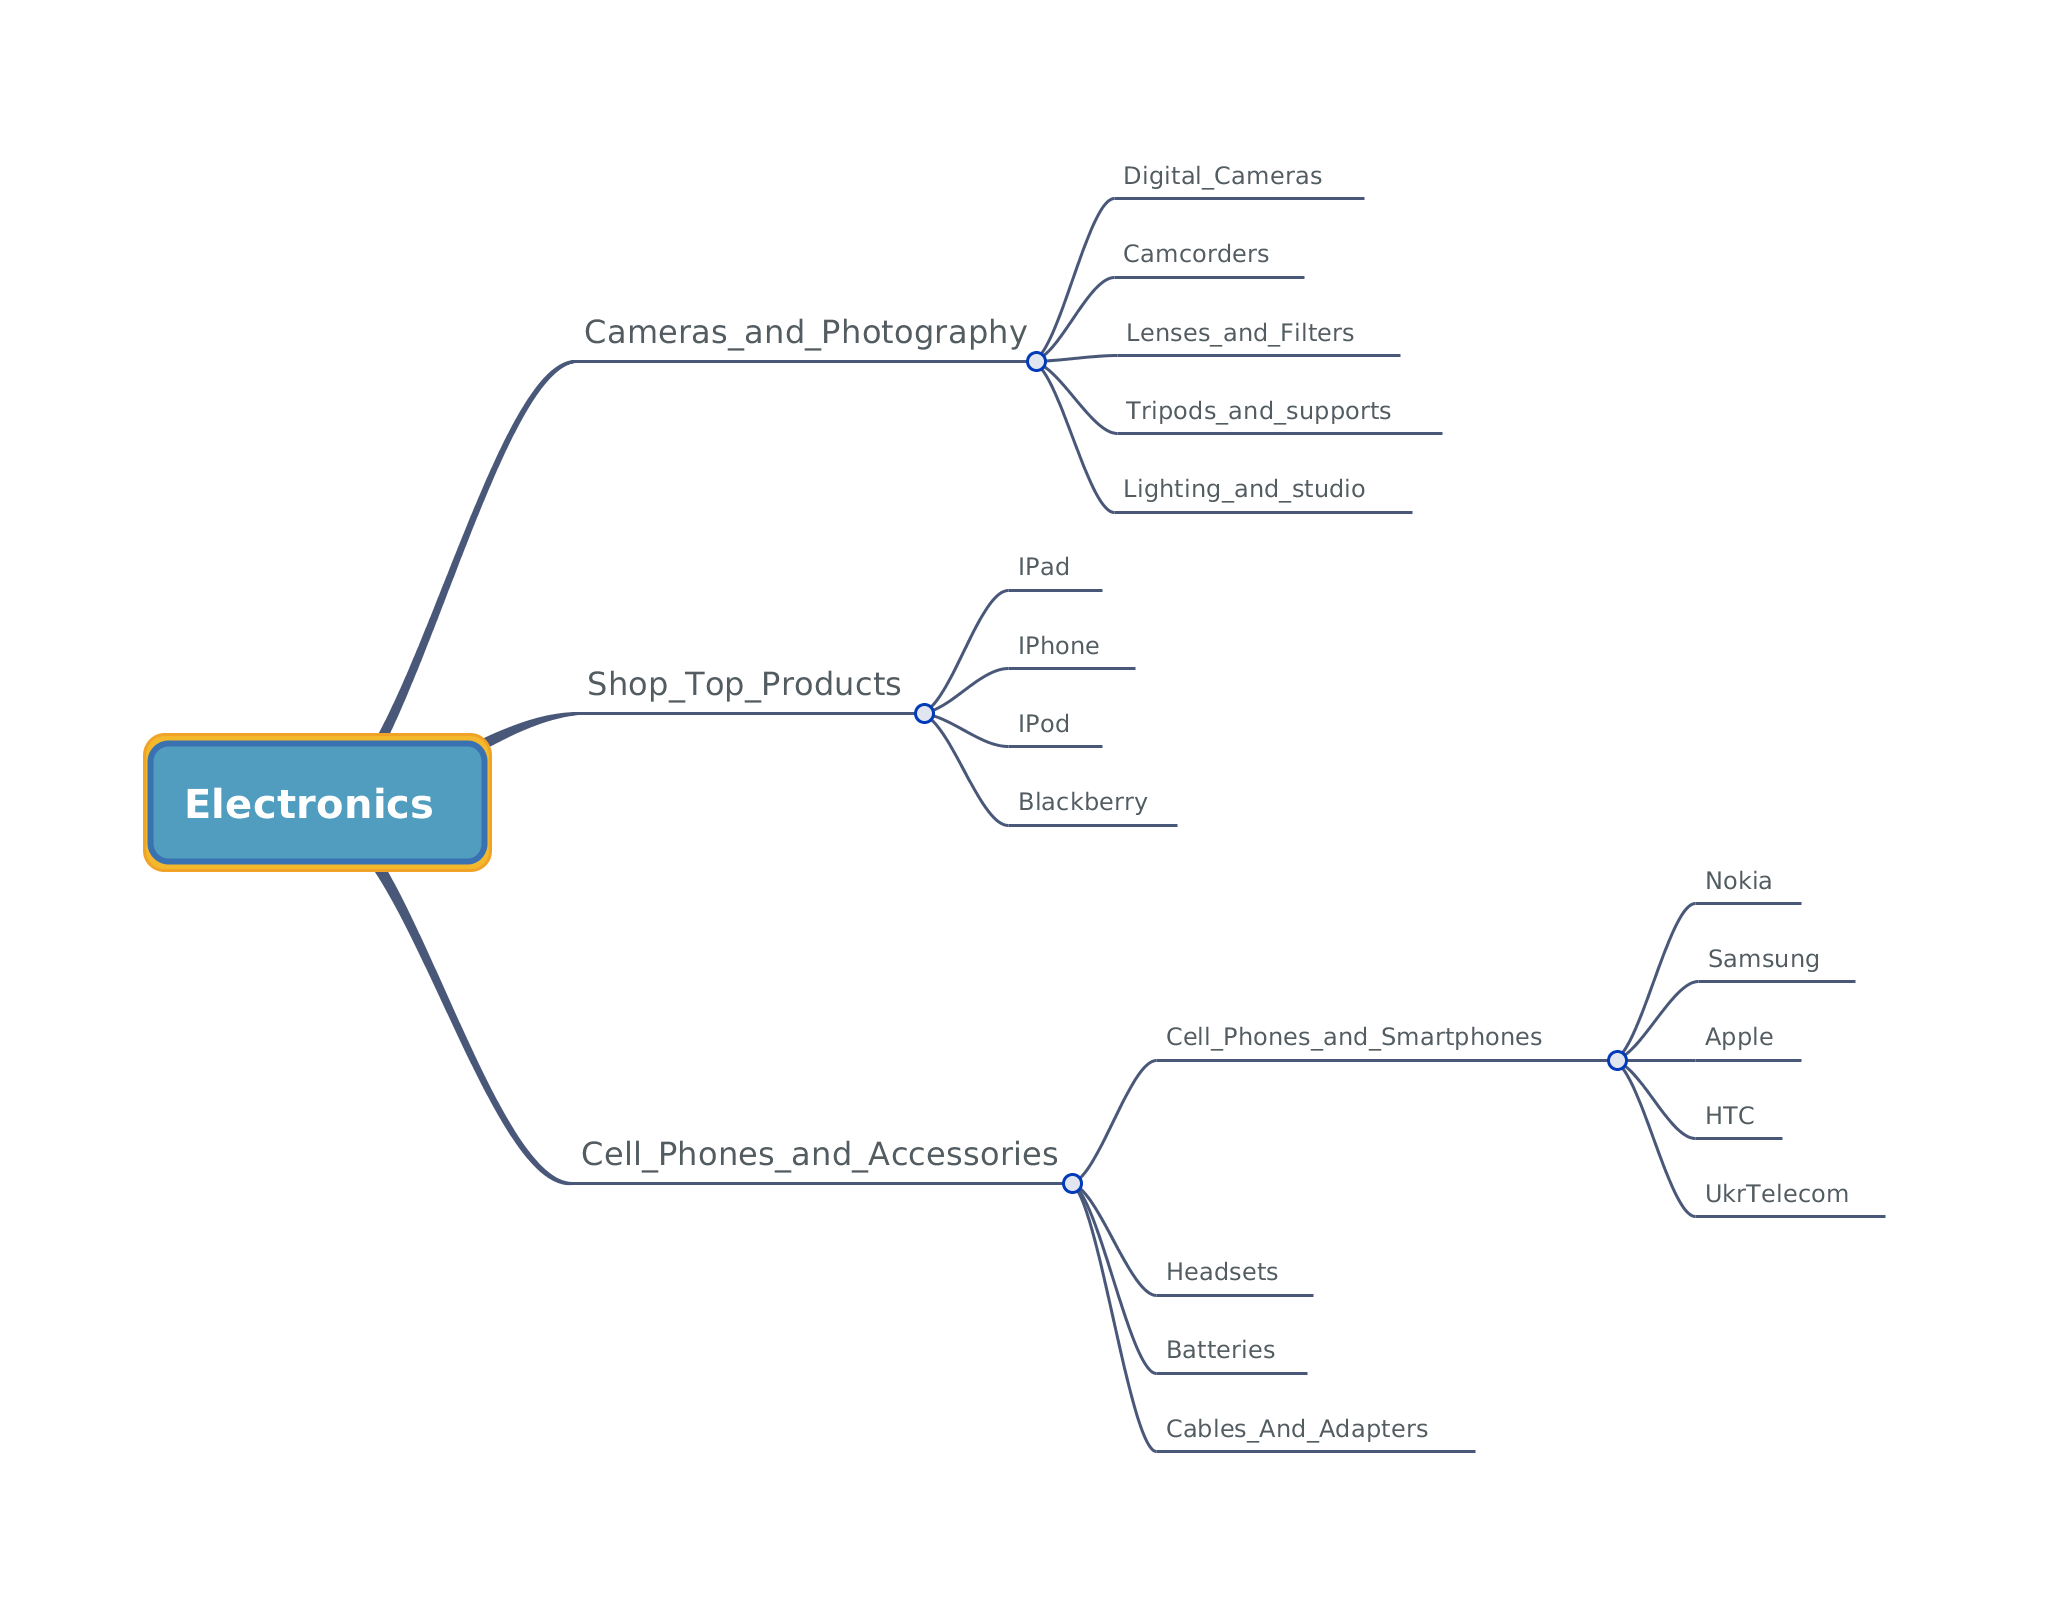 Electronics
Cameras_and_Photography
Digital_Cameras
Camcorders
Lenses_and_Filters
Tripods_and_supports
Lighting_and_studio
Shop_Top_Products
IPad
IPhone
IPod
Blackberry
Cell_Phones_and_Accessories
Cell_Phones_and_Smartphones
Nokia
Samsung
Apple
HTC
UkrTelecom
Headsets
Batteries
Cables_And_Adapters